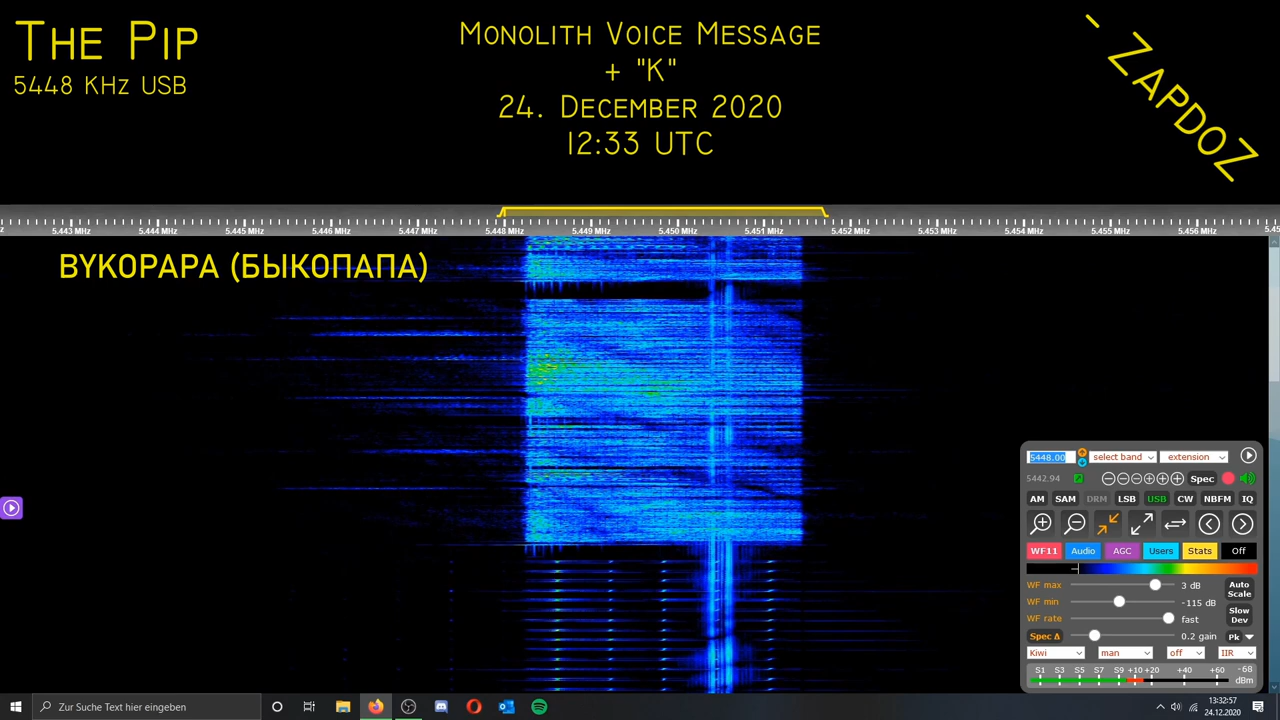 The Pip
5448 KHz USB
Monolith Voice Message
+ "K"
24. December 2020
12:33 UTC
- ZAPDOZ
5.443 MHz 5.444 MHz 5.445 MHz 5.446 MHz 5.447 MHz 5.448 MHz 5.449 MHz 5.450 MHz 5.451 MHz 5.452 MHz 5.453 MHz 5.454 MHz 5.455 MHz 5.456 MHz
BYKOPAPA (БЫКОПАПА)
5448.00 select band extension
5442.94 Spec
AM SAM DRM LSB USB CW NBFM IQ
WF11 Audio AGC Users Stats Off
WF max 3 dB Auto Scale
WF min -115 dB
WF rate fast Slow Dev
Spec Δ 0.2 gain Pk
Kiwi man off IIR
S1 S3 S5 S7 S9 +10 +20 +40 +60 -68 dBm
Zur Suche Text hier eingeben
13:32:57
24.12.2020